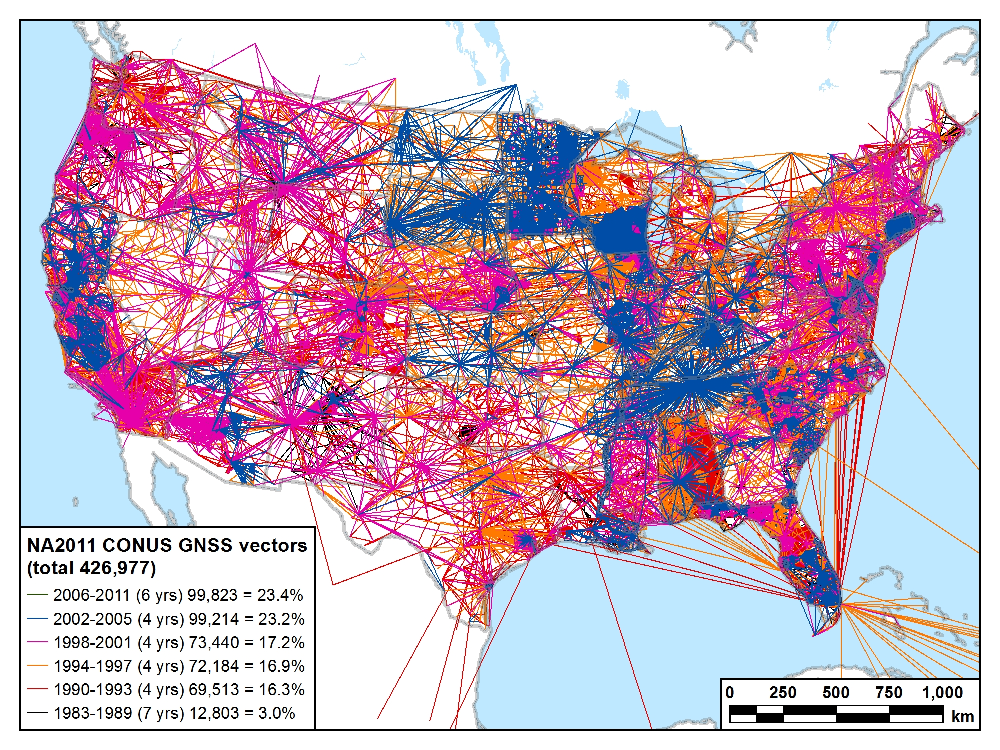 NA2011 CONUS GNSS vectors
(total 426,977)
2006-2011 (6 yrs) 99,823 = 23.4%
2002-2005 (4 yrs) 99,214 = 23.2%
1998-2001 (4 yrs) 73,440 = 17.2%
1994-1997 (4 yrs) 72,184 = 16.9%
1990-1993 (4 yrs) 69,513 = 16.3%
1983-1989 (7 yrs) 12,803 = 3.0%
0 250 500 750 1,000
km